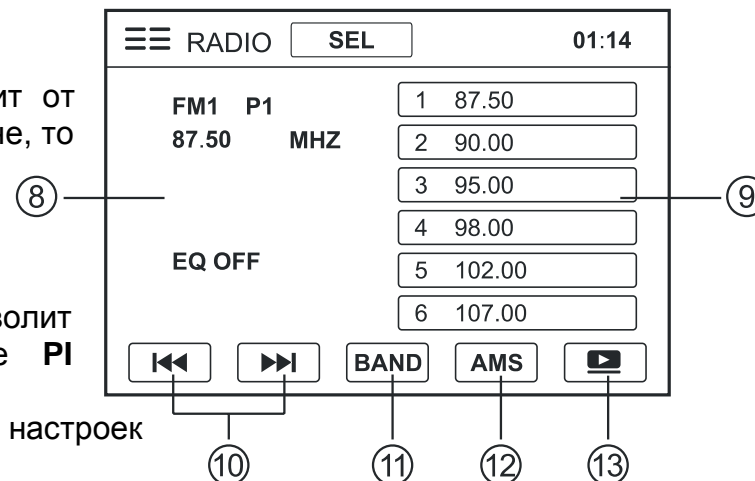 RADIO SEL 01:14
ит от
не, то
FM1 P1
87.50 MHZ
EQ OFF
1 87.50
2 90.00
3 95.00
4 98.00
5 102.00
6 107.00
8
9
волит
е PI
BAND AMS
настроек
10 11 12 13